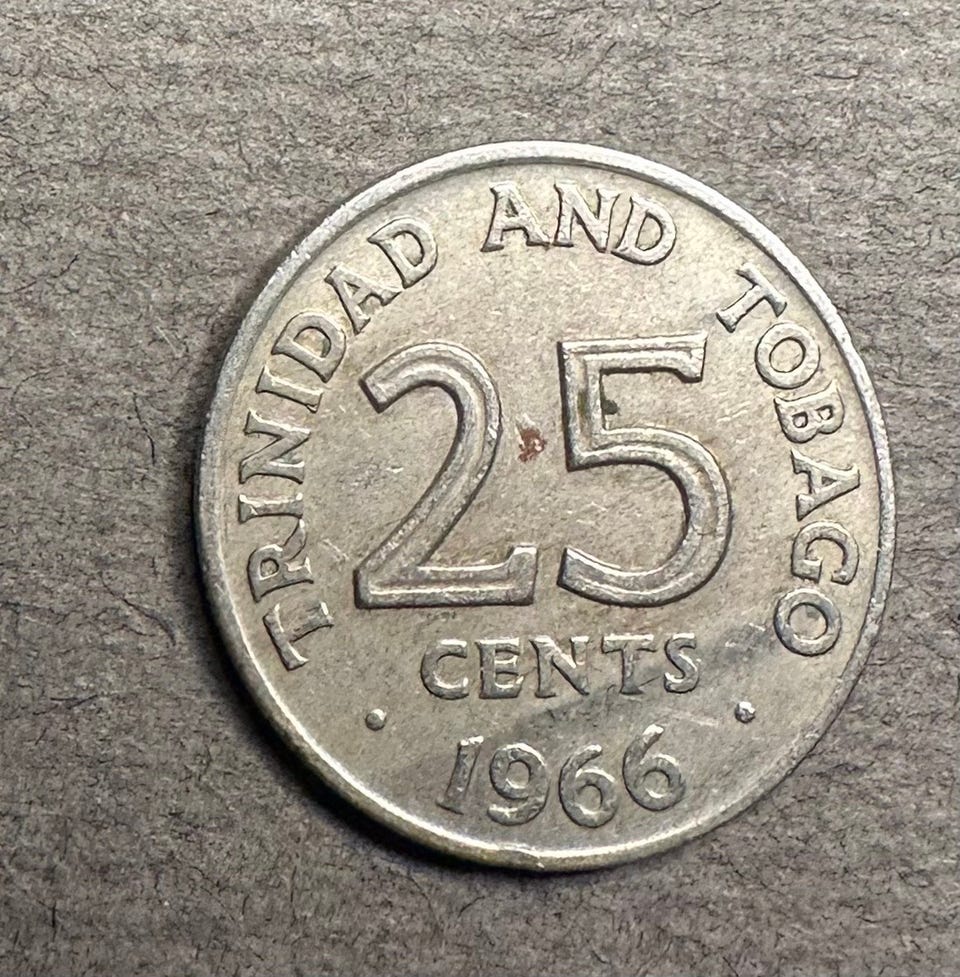 TRINIDAD AND TOBAGO
25
CENTS
· 1966 ·